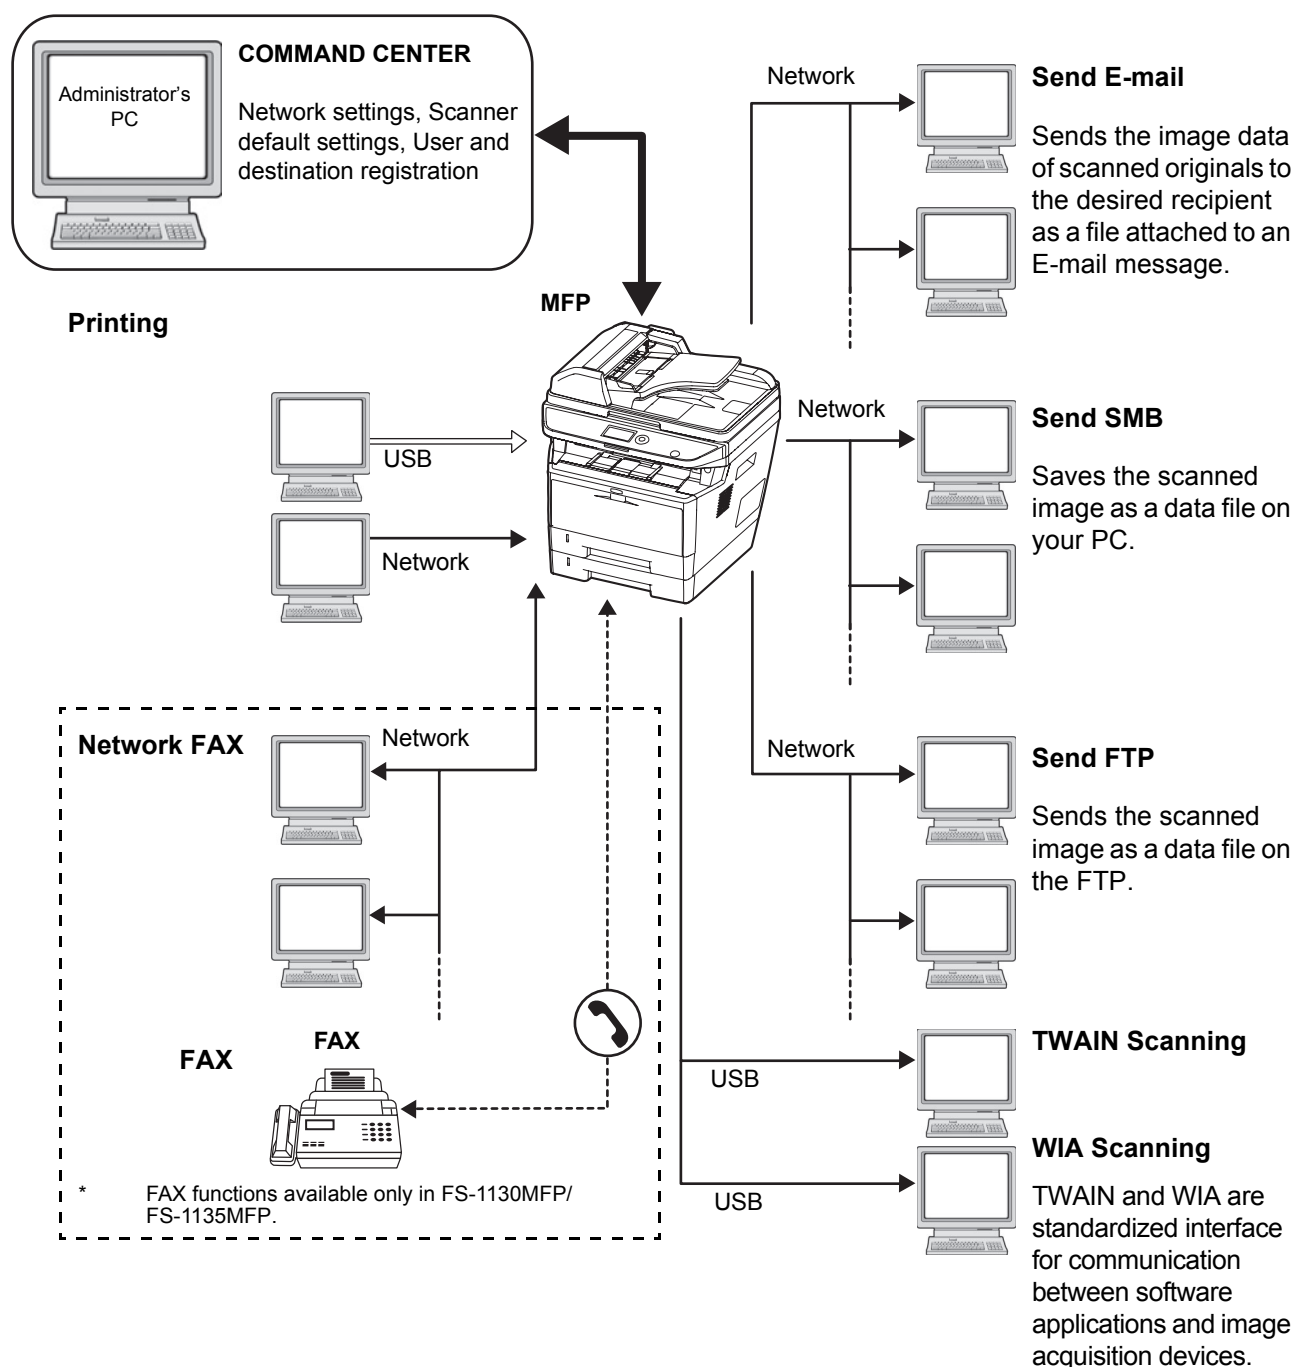 COMMAND CENTER
Administrator's
PC
Network settings, Scanner
default settings, User and
destination registration
Network
Send E-mail
Sends the image data
of scanned originals to
the desired recipient
as a file attached to an
E-mail message.
MFP
Printing
USB
Network
Network
Send SMB
Saves the scanned
image as a data file on
your PC.
Network FAX
Network
Network
Send FTP
Sends the scanned
image as a data file on
the FTP.
FAX
FAX
* FAX functions available only in FS-1130MFP/
FS-1135MFP.
USB
TWAIN Scanning
USB
WIA Scanning
TWAIN and WIA are
standardized interface
for communication
between software
applications and image
acquisition devices.